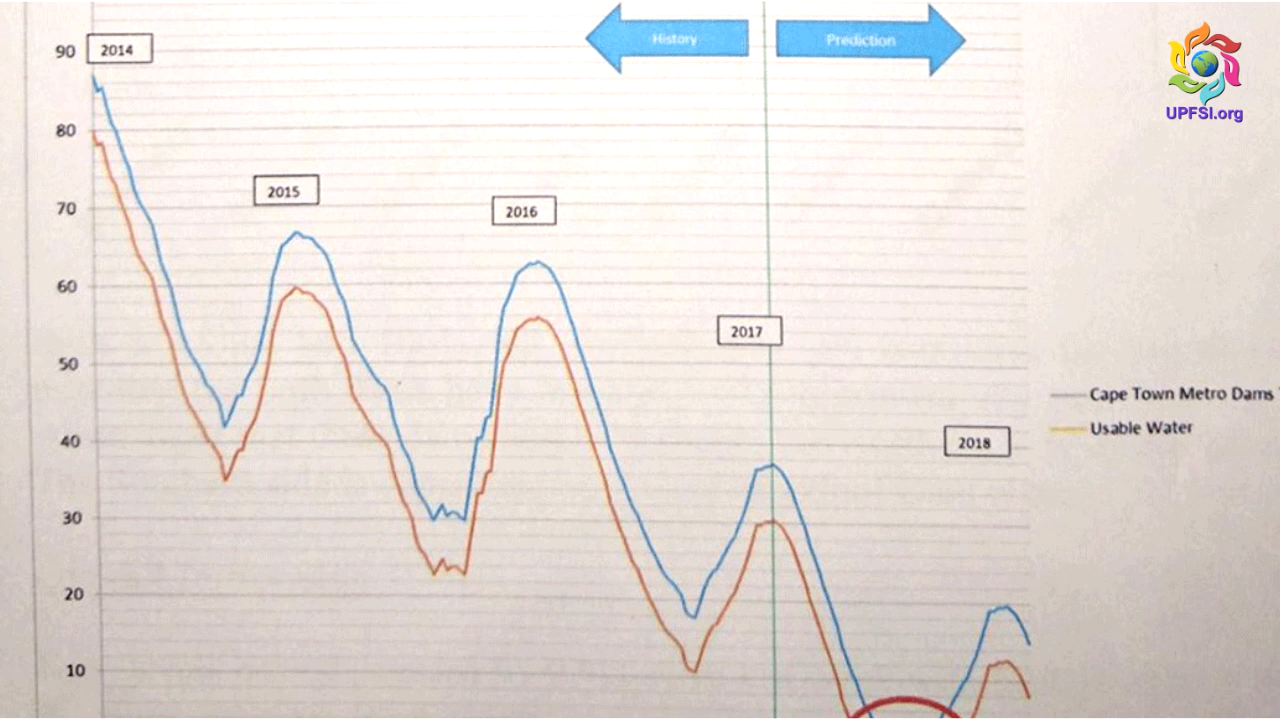 History
Prediction
UPFSI.org
90
2014
80
2015
70
2016
60
2017
50
Cape Town Metro Dams
Usable Water
40
2018
30
20
10